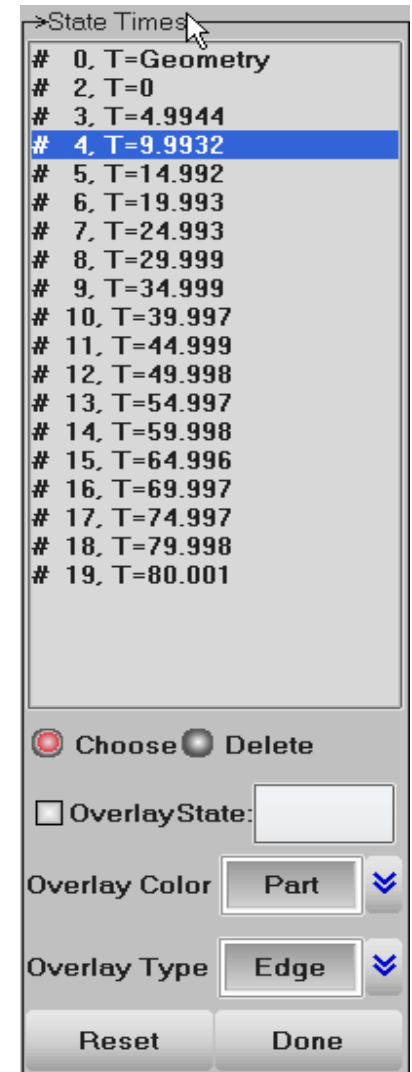 >State Times
# 0, T=Geometry
# 2, T=0
# 3, T=4.9944
# 4, T=9.9932
# 5, T=14.992
# 6, T=19.993
# 7, T=24.993
# 8, T=29.999
# 9, T=34.999
# 10, T=39.997
# 11, T=44.999
# 12, T=49.998
# 13, T=54.997
# 14, T=59.998
# 15, T=64.996
# 16, T=69.997
# 17, T=74.997
# 18, T=79.998
# 19, T=80.001
Choose Delete
OverlayState:
Overlay Color Part
Overlay Type Edge
Reset Done